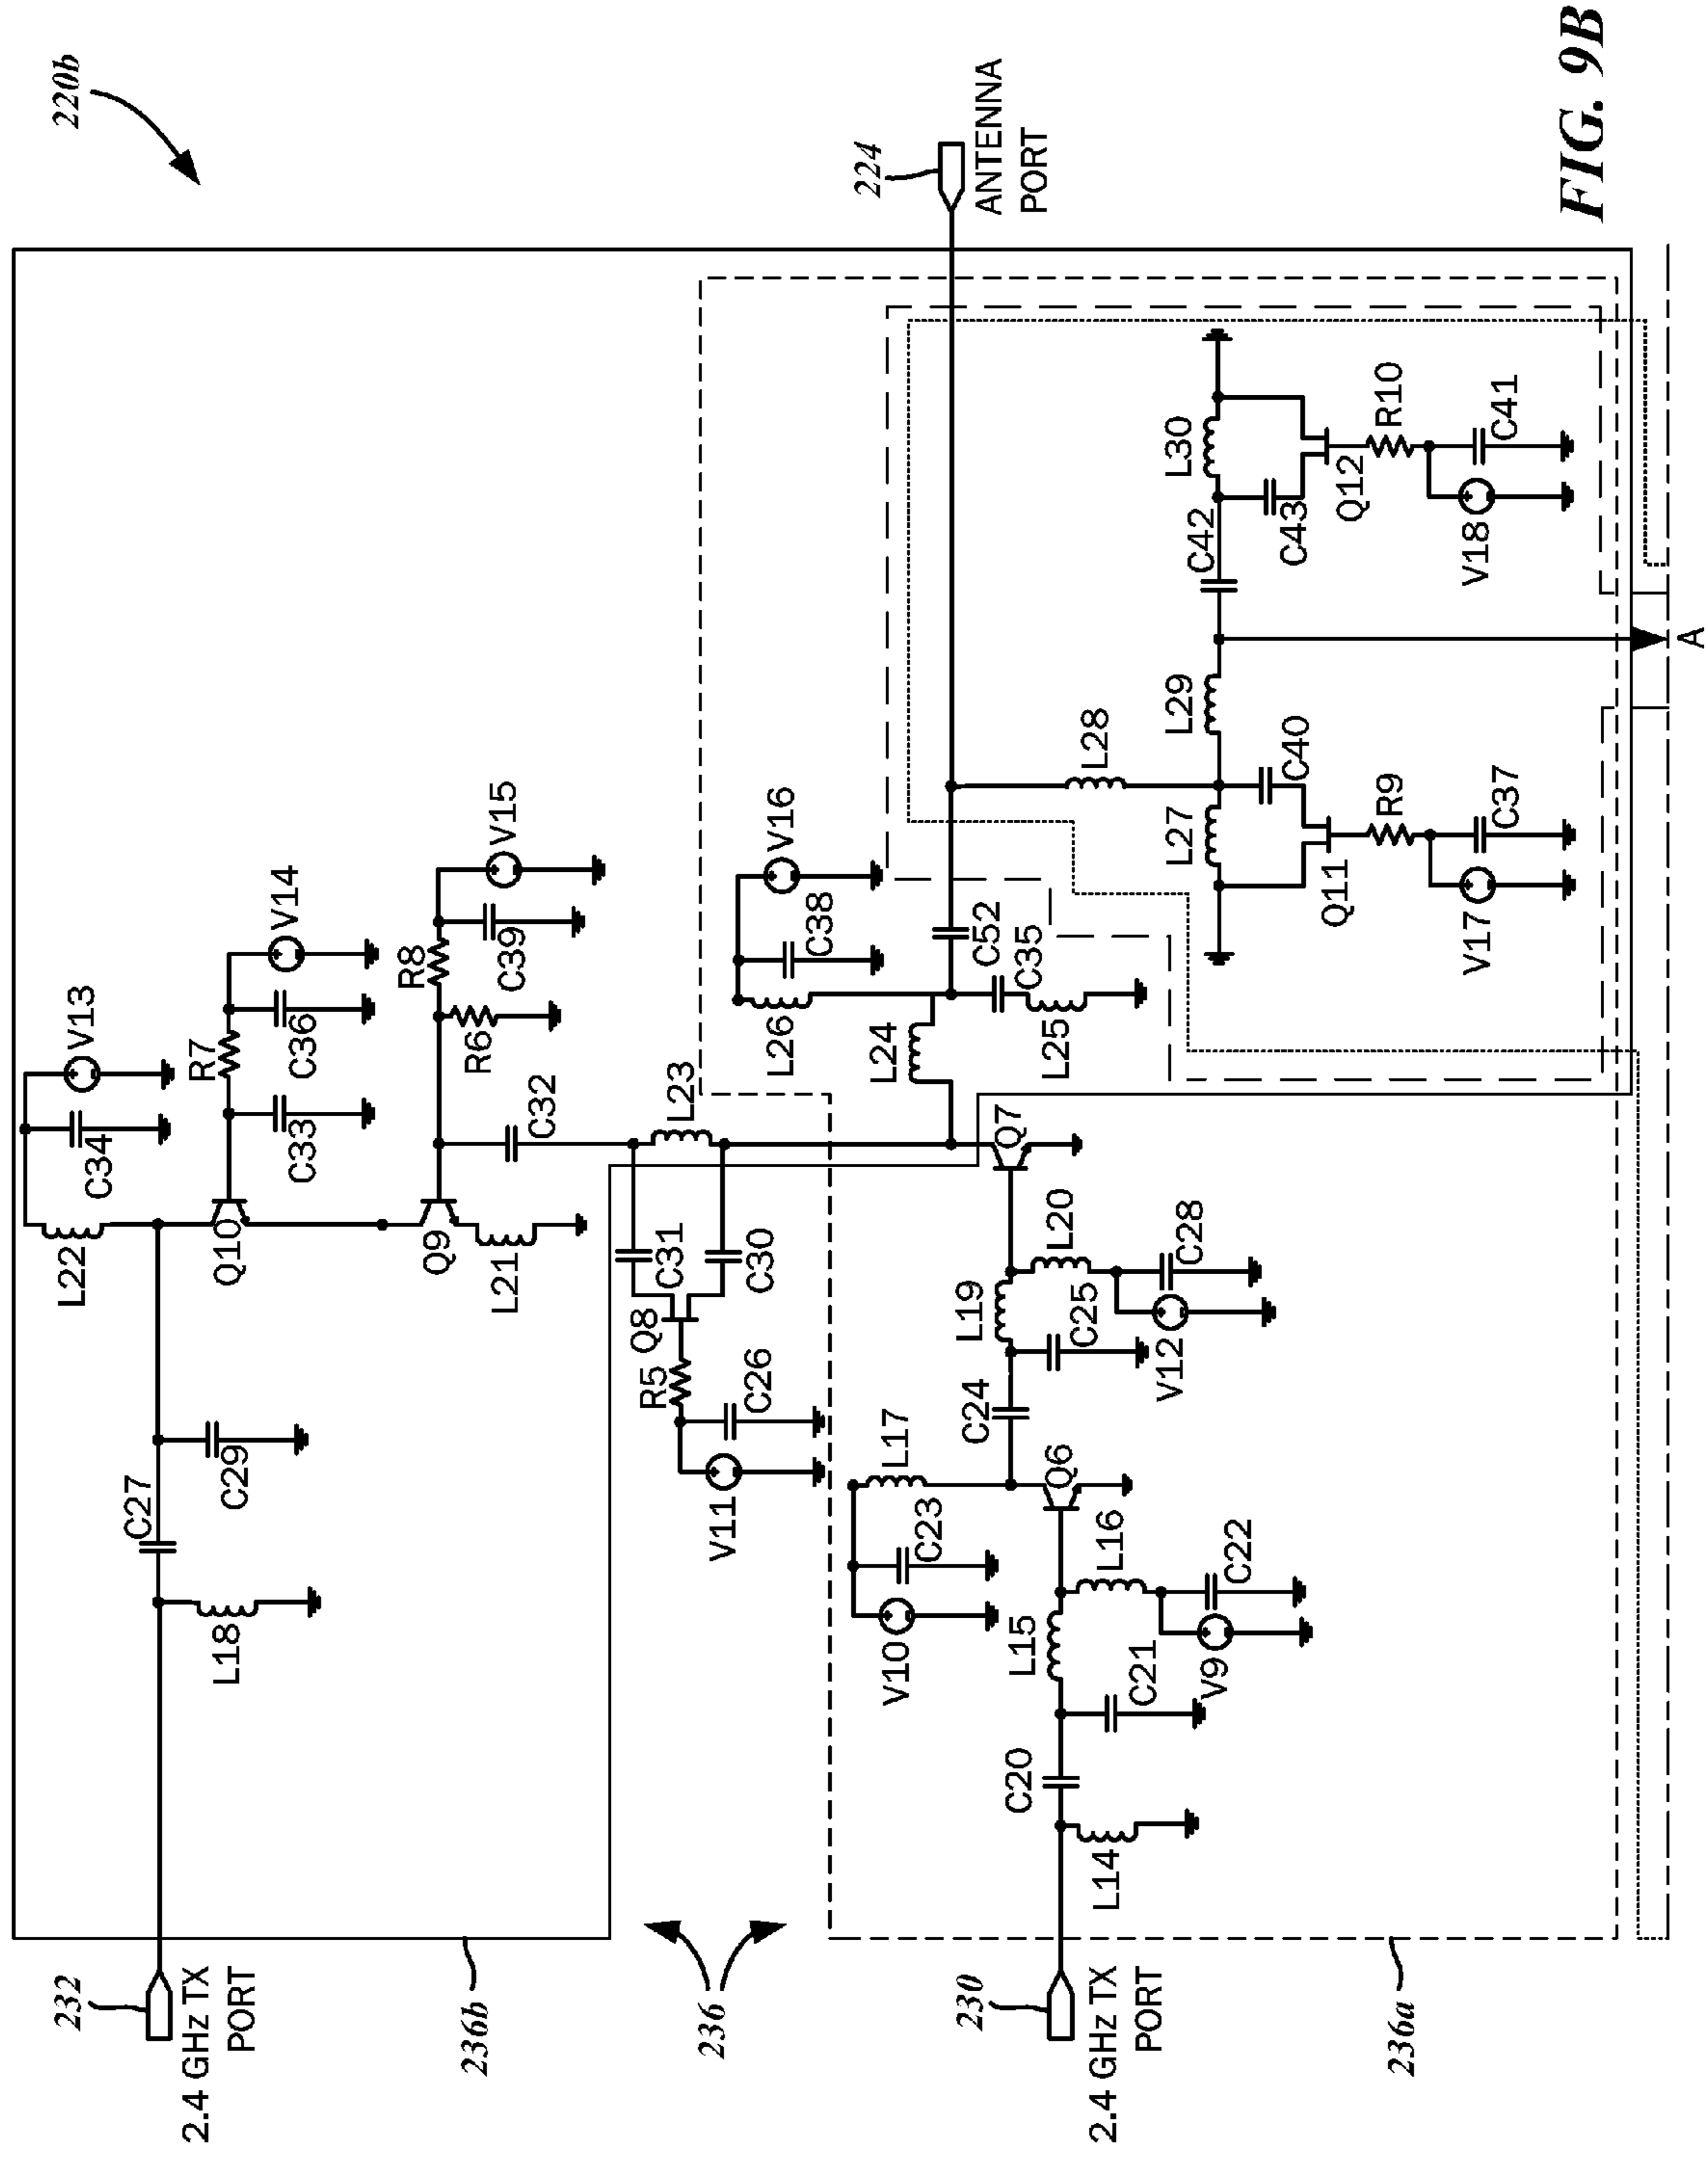 220b
232
2.4 GHz TX
PORT
236b
236
230
2.4 GHz TX
PORT
236a
224
ANTENNA
PORT
L22
C34
V13
Q10
R7
C33
C36
V14
C27
C29
L18
Q9
L21
R8
R6
C39
V15
C32
L23
C31
C30
Q8
R5
C26
V11
L26
C38
V16
L24
C52
C35
L25
Q7
L17
C23
V10
C24
L19
L20
C25
C28
V12
Q6
L16
L15
C22
C21
V9
C20
L14
L28
L27
L29
C40
Q11
R9
C37
V17
C42
L30
C43
Q12
R10
C41
V18
A
FIG. 9B